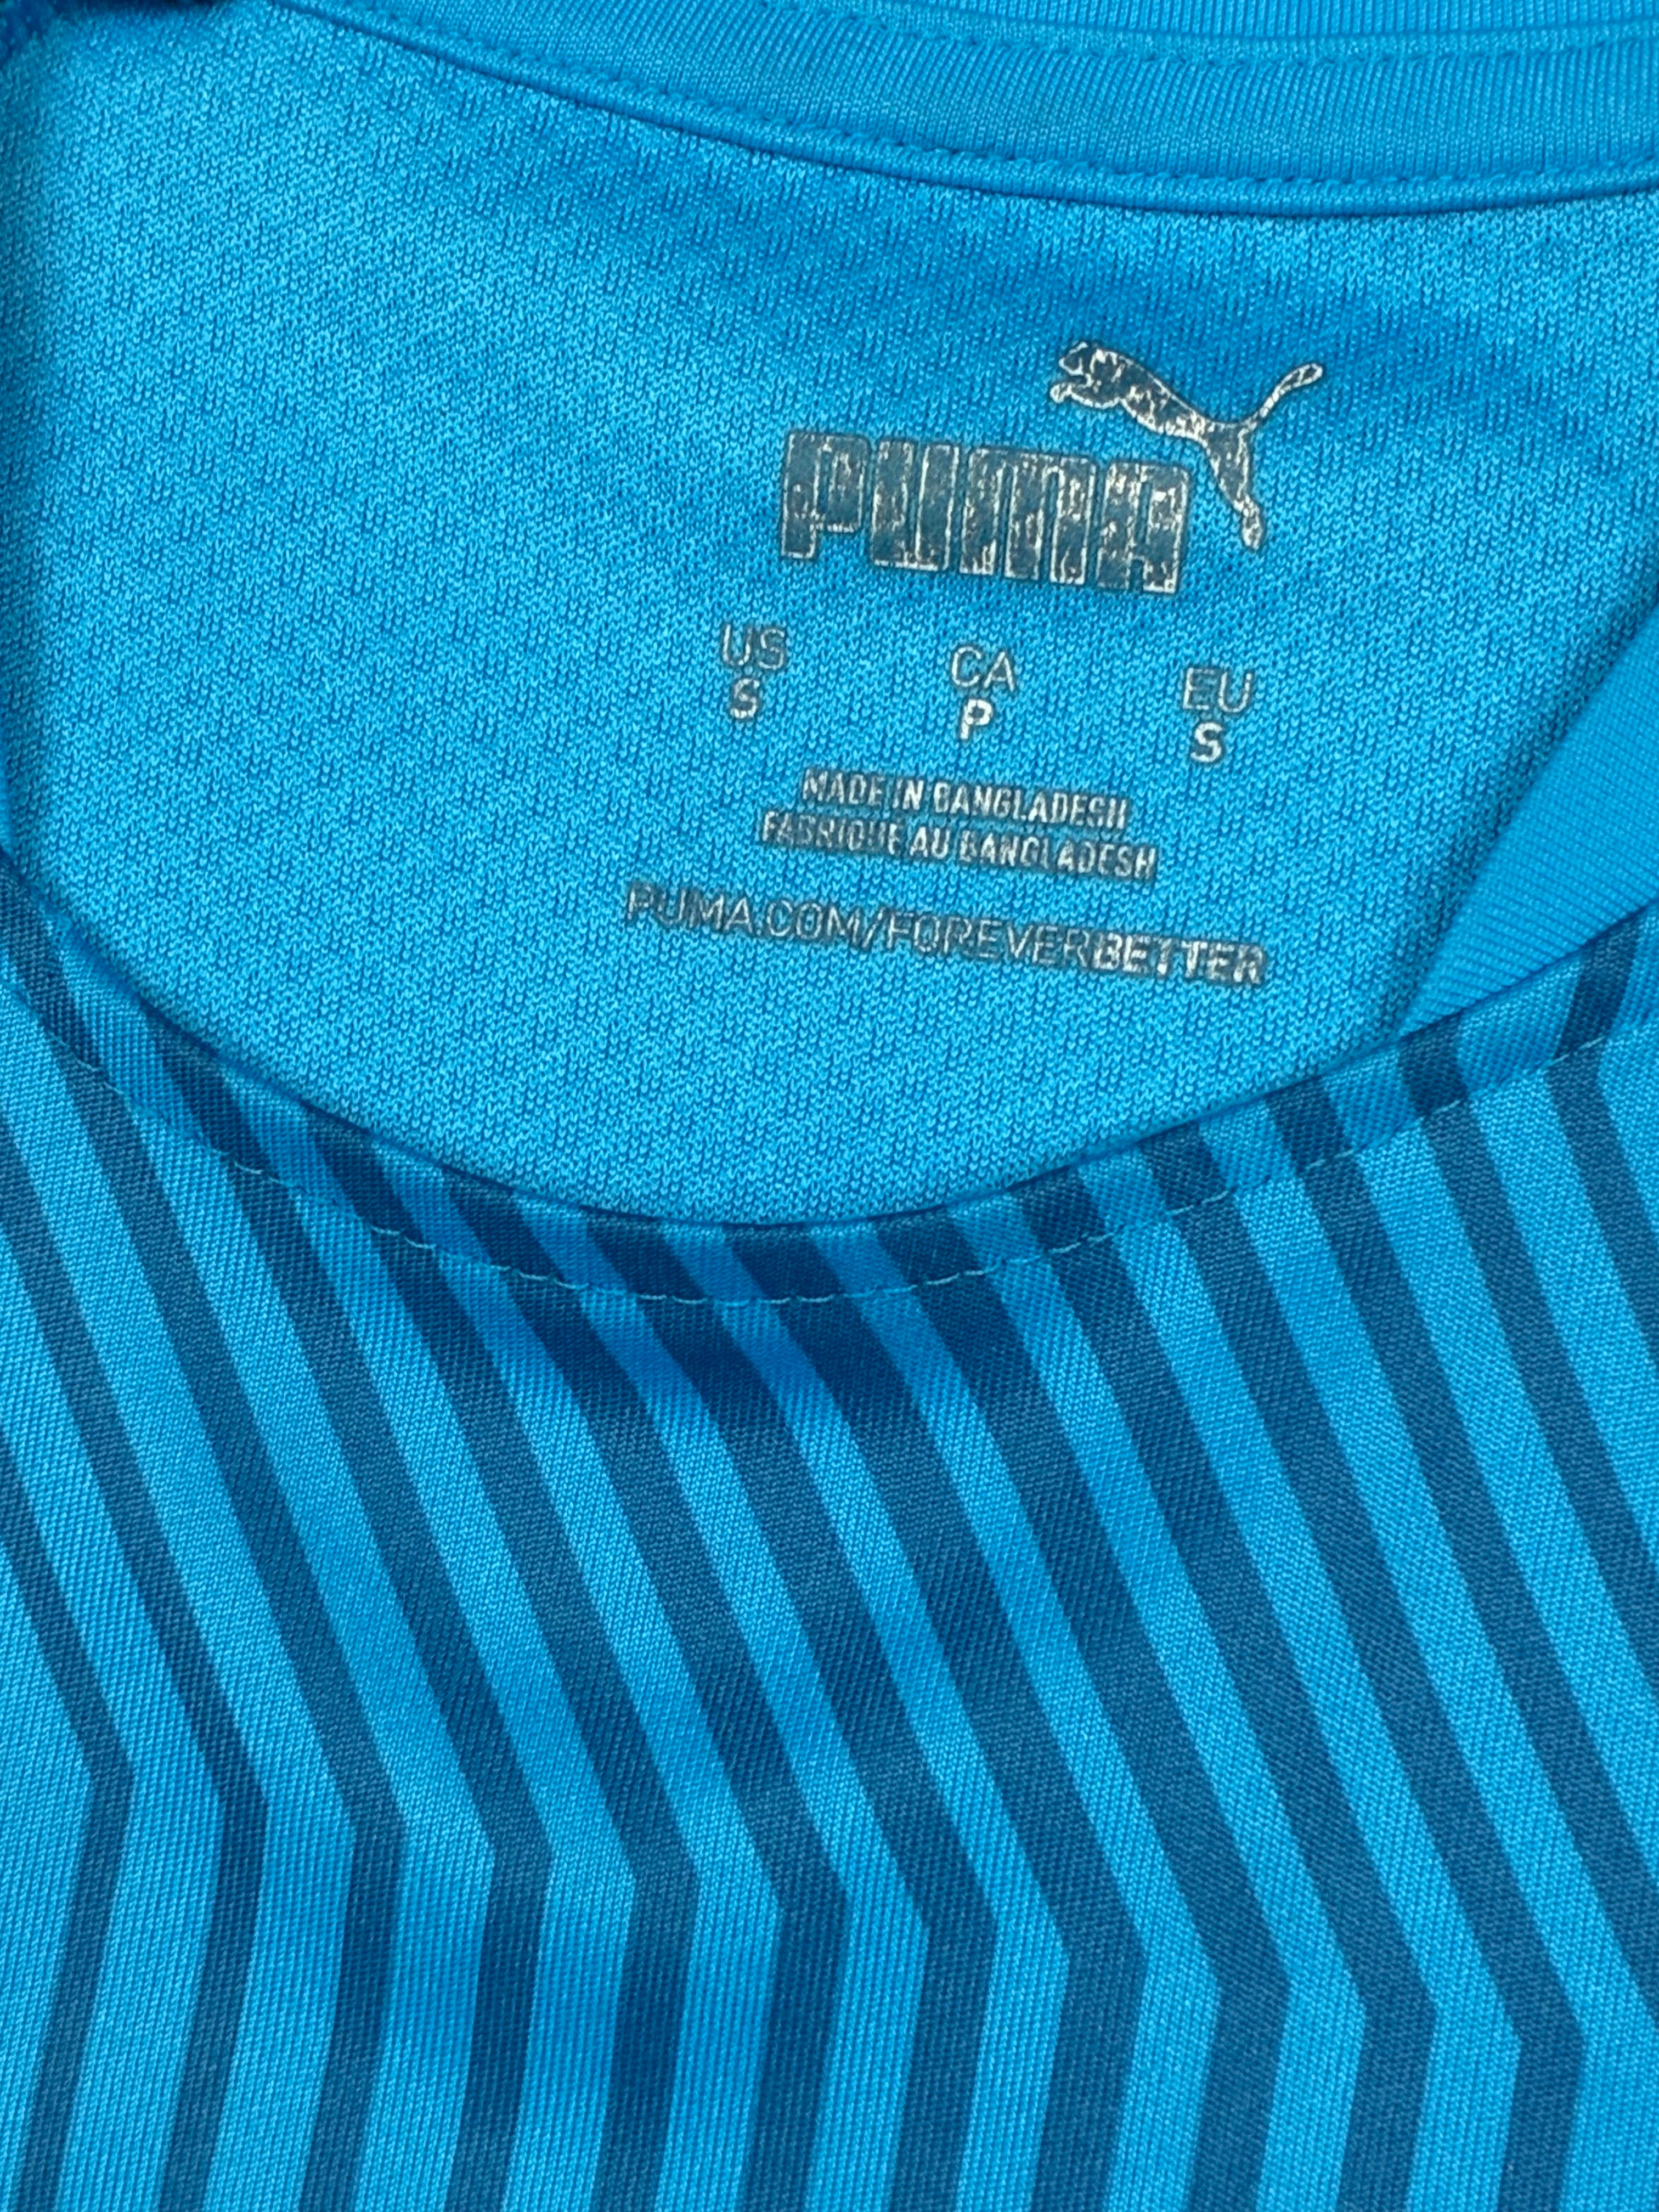 PUMA
US CA EU
S P S
MADE IN BANGLADESH
FABRIQUE AU BANGLADESH
PUMA.COM/FOREVERBETTER